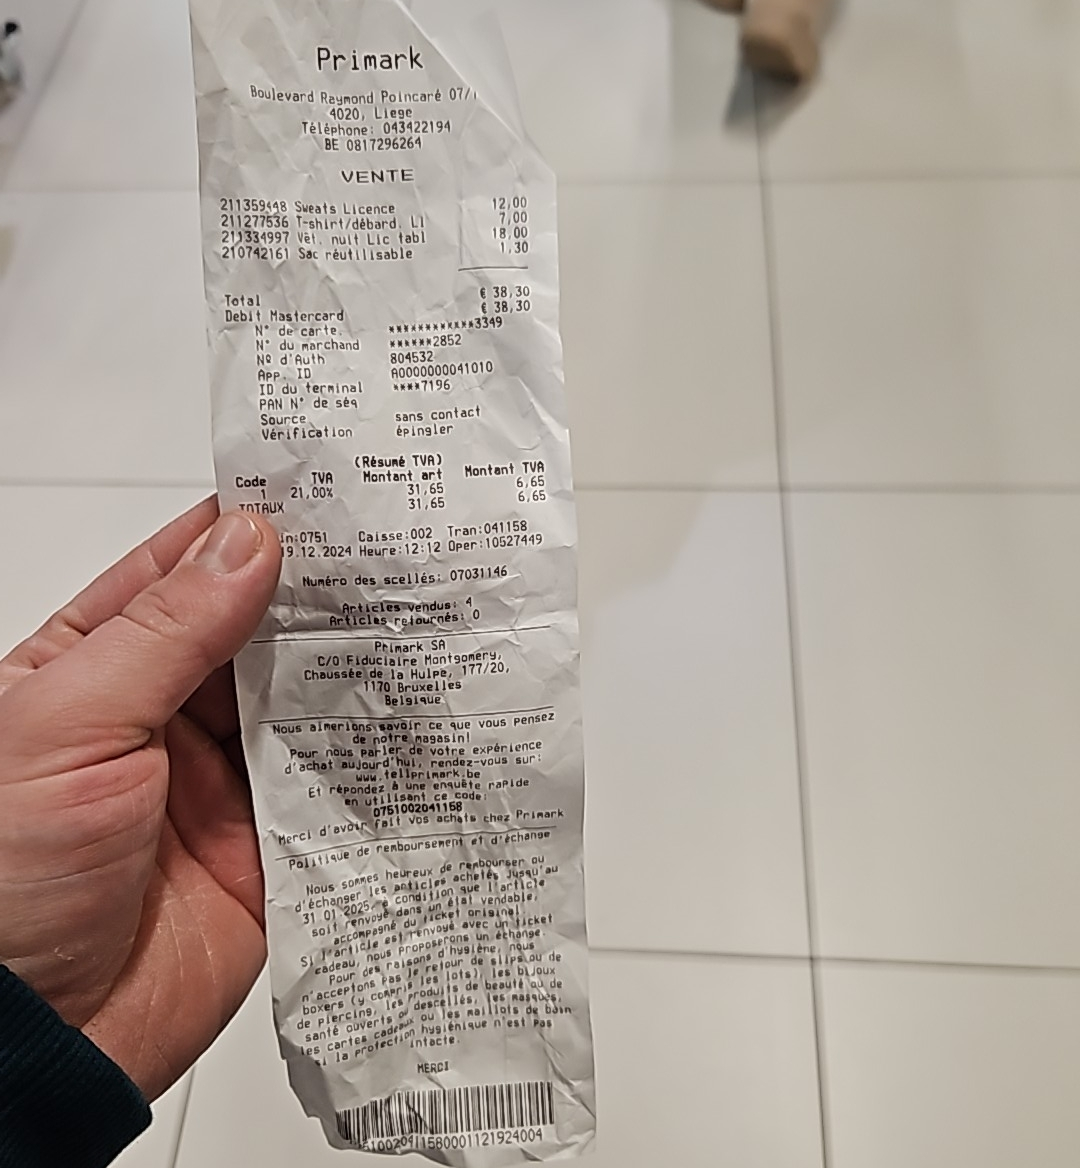 Primark
Boulevard Raymond Poincaré 07/
4020, Liege
Téléphone: 043422194
BE 0817296264
VENTE
211359448 Sweats Licence 12,00
211277536 T-shirt/débard. LI 7,00
211334997 Vêt. nuit Lic tabl 18,00
210742161 Sac réutilisable 1,30
Total € 38,30
Debit Mastercard € 38,30
N° de carte. ************3349
N° du marchand ******2852
Nº d'Auth 804532
App. ID A0000000041010
ID du terminal ****7196
PAN N° de séq
Source sans contact
Vérification épingler
(Résumé TVA)
Code TVA Montant art Montant TVA
1 21,00% 31,65 6,65
TOTAUX 31,65 6,65
in:0751 Caisse:002 Tran:041158
19.12.2024 Heure:12:12 Oper:10527449
Numéro des scellés: 07031146
Articles vendus: 4
Articles retournés: 0
Primark SA
C/O Fiduciaire Montgomery,
Chaussée de la Hulpe, 177/20,
1170 Bruxelles
Belgique
Nous aimerions savoir ce que vous pensez
de notre magasin!
Pour nous parler de votre expérience
d'achat aujourd'hui, rendez-vous sur:
www.tellprimark.be
Et répondez à une enquête rapide
en utilisant ce code:
0751002041158
Merci d'avoir fait vos achats chez Primark
Politique de remboursement et d'échange
Nous sommes heureux de rembourser ou
d'échanger les articles achetés jusqu'au
31 01 2025, à condition que l'article
soit renvoyé dans un état vendable,
accompagné du ticket original.
Si l'article est renvoyé avec un ticket
cadeau, nous proposerons un échange.
Pour des raisons d'hygiène, nous
n'acceptons pas le retour de slips ou de
boxers (y compris les lots), les bijoux
de piercing, les produits de beauté ou de
santé ouverts ou descellés, les masques,
les cartes cadeaux ou les maillots de bain
si la protection hygiénique n'est pas
intacte.
MERCI
510020411580001121924004